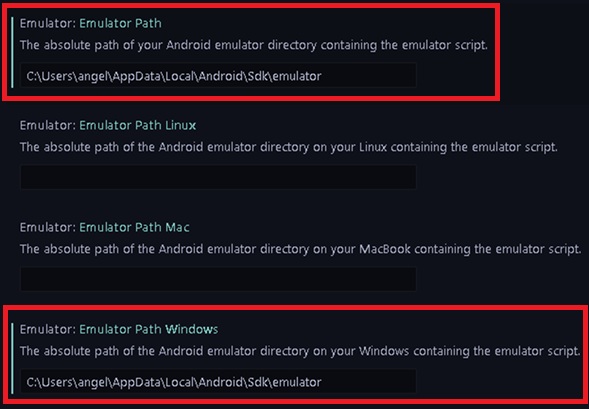 Emulator: Emulator Path
The absolute path of your Android emulator directory containing the emulator script.
C:\Users\angel\AppData\Local\Android\Sdk\emulator
Emulator: Emulator Path Linux
The absolute path of the Android emulator directory on your Linux containing the emulator script.
Emulator: Emulator Path Mac
The absolute path of the Android emulator directory on your MacBook containing the emulator script.
Emulator: Emulator Path Windows
The absolute path of the Android emulator directory on your Windows containing the emulator script.
C:\Users\angel\AppData\Local\Android\Sdk\emulator